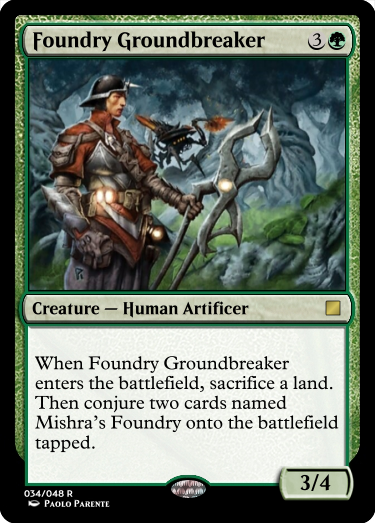 Foundry Groundbreaker 3
Creature — Human Artificer
When Foundry Groundbreaker
enters the battlefield, sacrifice a land.
Then conjure two cards named
Mishra's Foundry onto the battlefield
tapped.
3/4
034/048 R
Paolo Parente